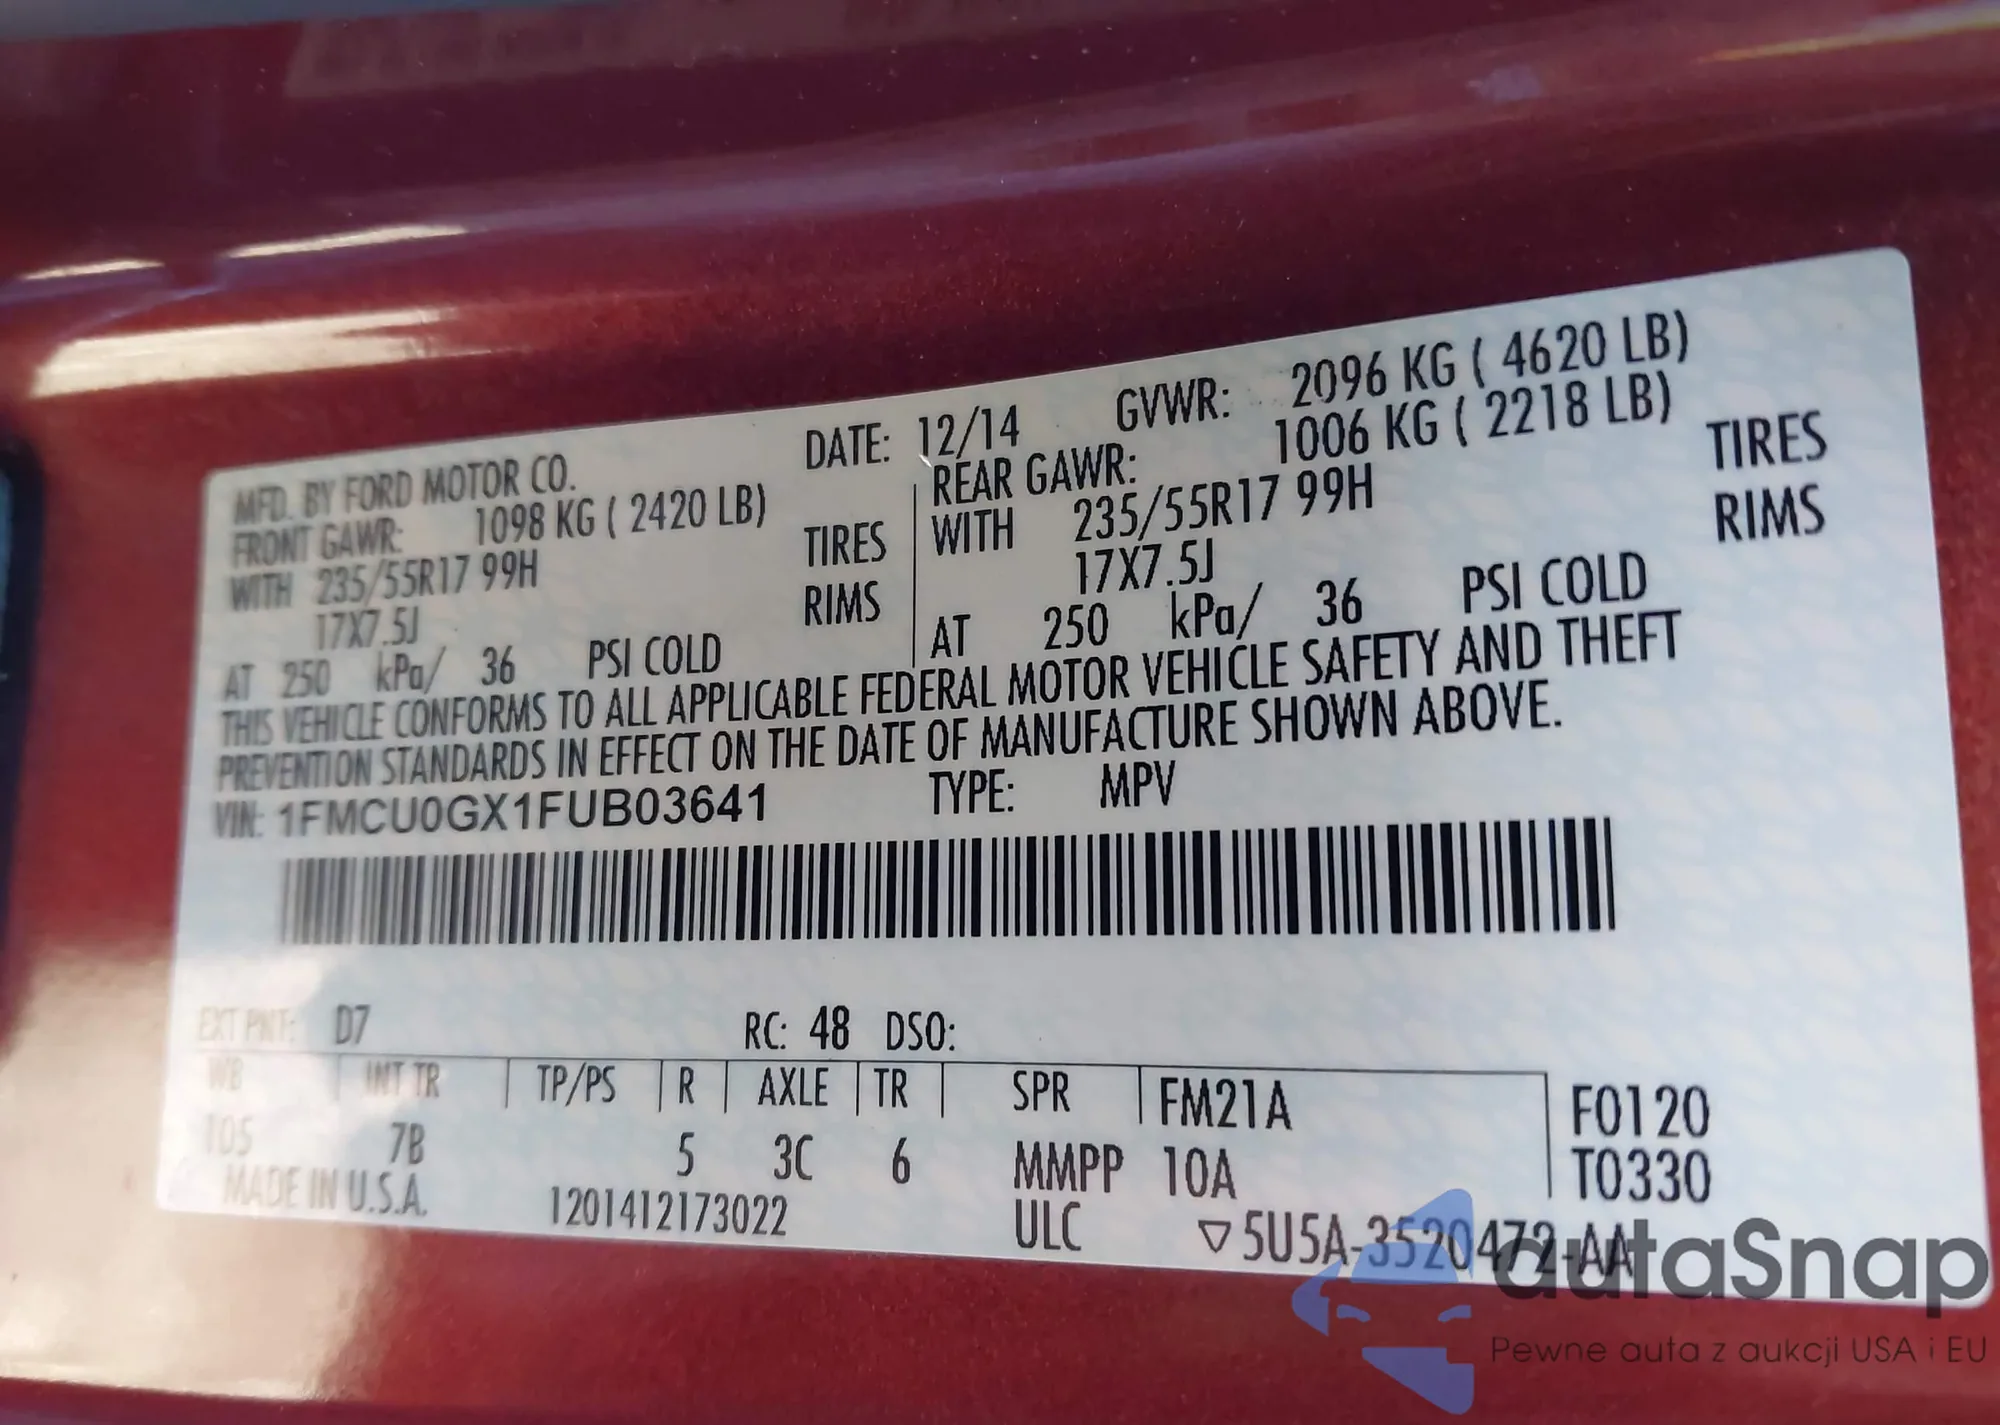 MFD. BY FORD MOTOR CO. DATE: 12/14 GVWR: 2096 KG ( 4620 LB)
FRONT GAWR: 1098 KG ( 2420 LB) REAR GAWR: 1006 KG ( 2218 LB)
WITH 235/55R17 99H TIRES WITH 235/55R17 99H TIRES
17X7.5J RIMS 17X7.5J RIMS
AT 250 kPa/ 36 PSI COLD AT 250 kPa/ 36 PSI COLD
THIS VEHICLE CONFORMS TO ALL APPLICABLE FEDERAL MOTOR VEHICLE SAFETY AND THEFT
PREVENTION STANDARDS IN EFFECT ON THE DATE OF MANUFACTURE SHOWN ABOVE.
VIN: 1FMCU0GX1FUB03641 TYPE: MPV
EXT PNT: D7 RC: 48 DSO:
WB INT TR TP/PS R AXLE TR SPR FM21A F0120
105 7B 5 3C 6 MMPP 10A T0330
MADE IN U.S.A. 1201412173022 ULC ▽5U5A-3520472-AA
autaSnap
Pewne auta z aukcji USA i EU